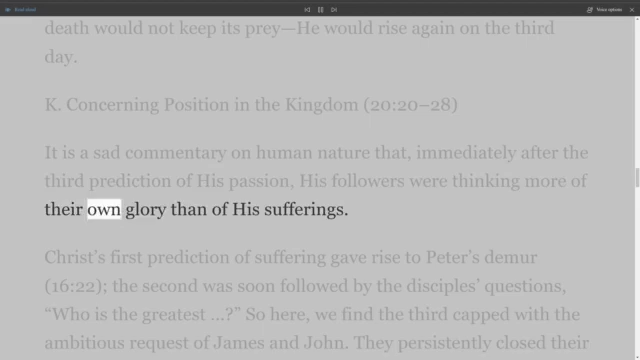 Read aloud
Voice options
death would not keep its prey—He would rise again on the third
day.
K. Concerning Position in the Kingdom (20:20–28)
It is a sad commentary on human nature that, immediately after the
third prediction of His passion, His followers were thinking more of
their own glory than of His sufferings.
Christ’s first prediction of suffering gave rise to Peter’s demur
(16:22); the second was soon followed by the disciples’ questions,
“Who is the greatest …?” So here, we find the third capped with the
ambitious request of James and John. They persistently closed their